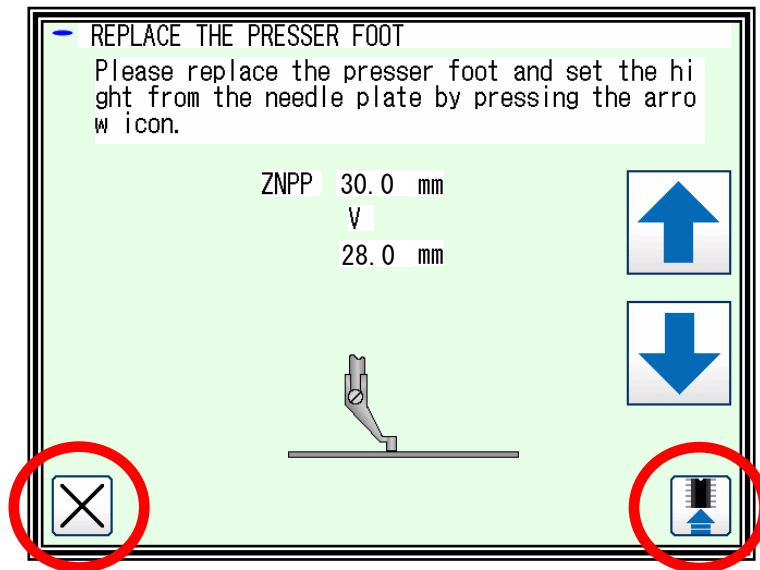 REPLACE THE PRESSER FOOT
Please replace the presser foot and set the hi
ght from the needle plate by pressing the arro
w icon.
ZNPP 30.0 mm
V
28.0 mm